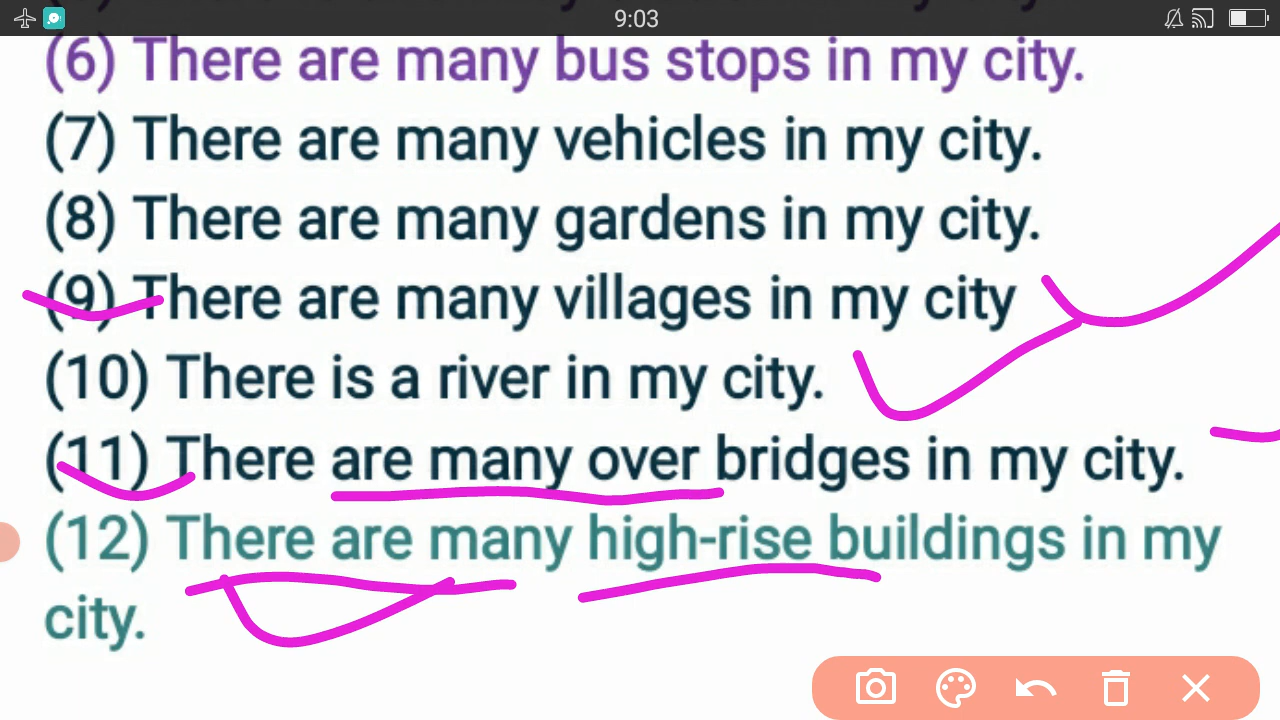 9:03
(6) There are many bus stops in my city.
(7) There are many vehicles in my city.
(8) There are many gardens in my city.
(9) There are many villages in my city
(10) There is a river in my city.
(11) There are many over bridges in my city.
(12) There are many high-rise buildings in my
city.